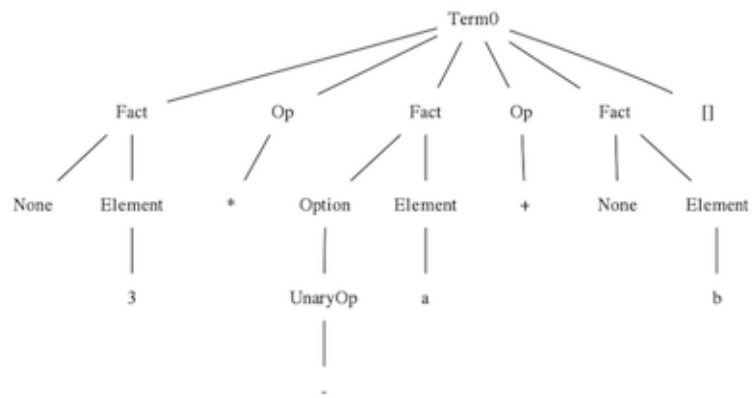 Term0
Fact Op Fact Op Fact []
None Element * Option Element + None Element
3 UnaryOp a b
-